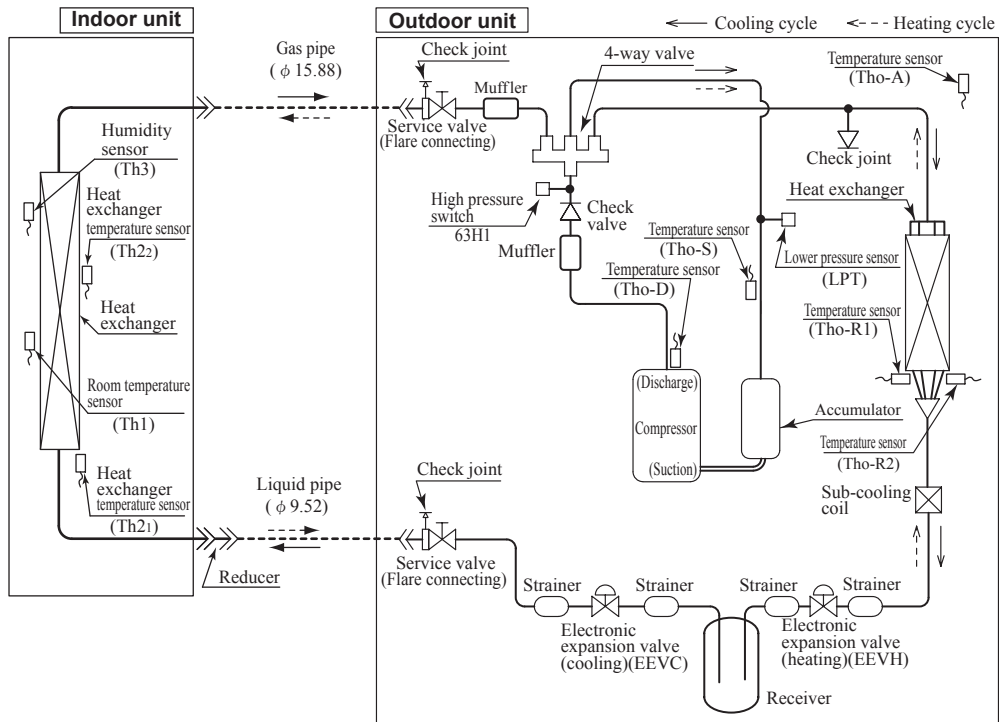 Indoor unit
Outdoor unit
Cooling cycle
Heating cycle
Gas pipe
( φ 15.88)
Check joint
4-way valve
Temperature sensor
(Tho-A)
Muffler
Service valve
(Flare connecting)
Check joint
Humidity
sensor
(Th3)
Heat
exchanger
temperature sensor
(Th2₂)
High pressure
switch
63H1
Check
valve
Muffler
Heat exchanger
Temperature sensor
(Tho-S)
Lower pressure sensor
(LPT)
Temperature sensor
(Tho-D)
Heat
exchanger
Temperature sensor
(Tho-R1)
Room temperature
sensor
(Th1)
(Discharge)
Compressor
(Suction)
Accumulator
Temperature sensor
(Tho-R2)
Heat
exchanger
temperature sensor
(Th2₁)
Liquid pipe
( φ 9.52)
Check joint
Sub-cooling
coil
Reducer
Service valve
(Flare connecting)
Strainer
Strainer
Strainer
Strainer
Electronic
expansion valve
(cooling)(EEVC)
Electronic
expansion valve
(heating)(EEVH)
Receiver